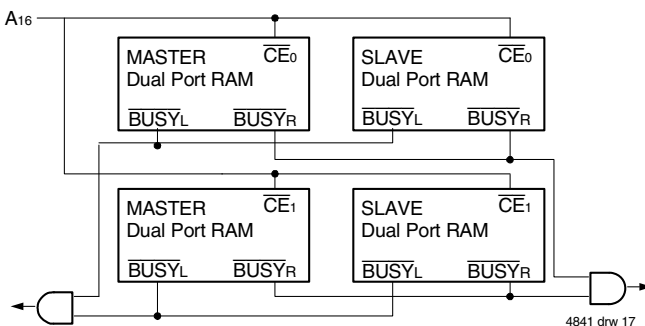 A16
MASTER
Dual Port RAM
CE0
BUSYL
BUSYR
SLAVE
Dual Port RAM
CE0
BUSYL
BUSYR
MASTER
Dual Port RAM
CE1
BUSYL
BUSYR
SLAVE
Dual Port RAM
CE1
BUSYL
BUSYR
4841 drw 17